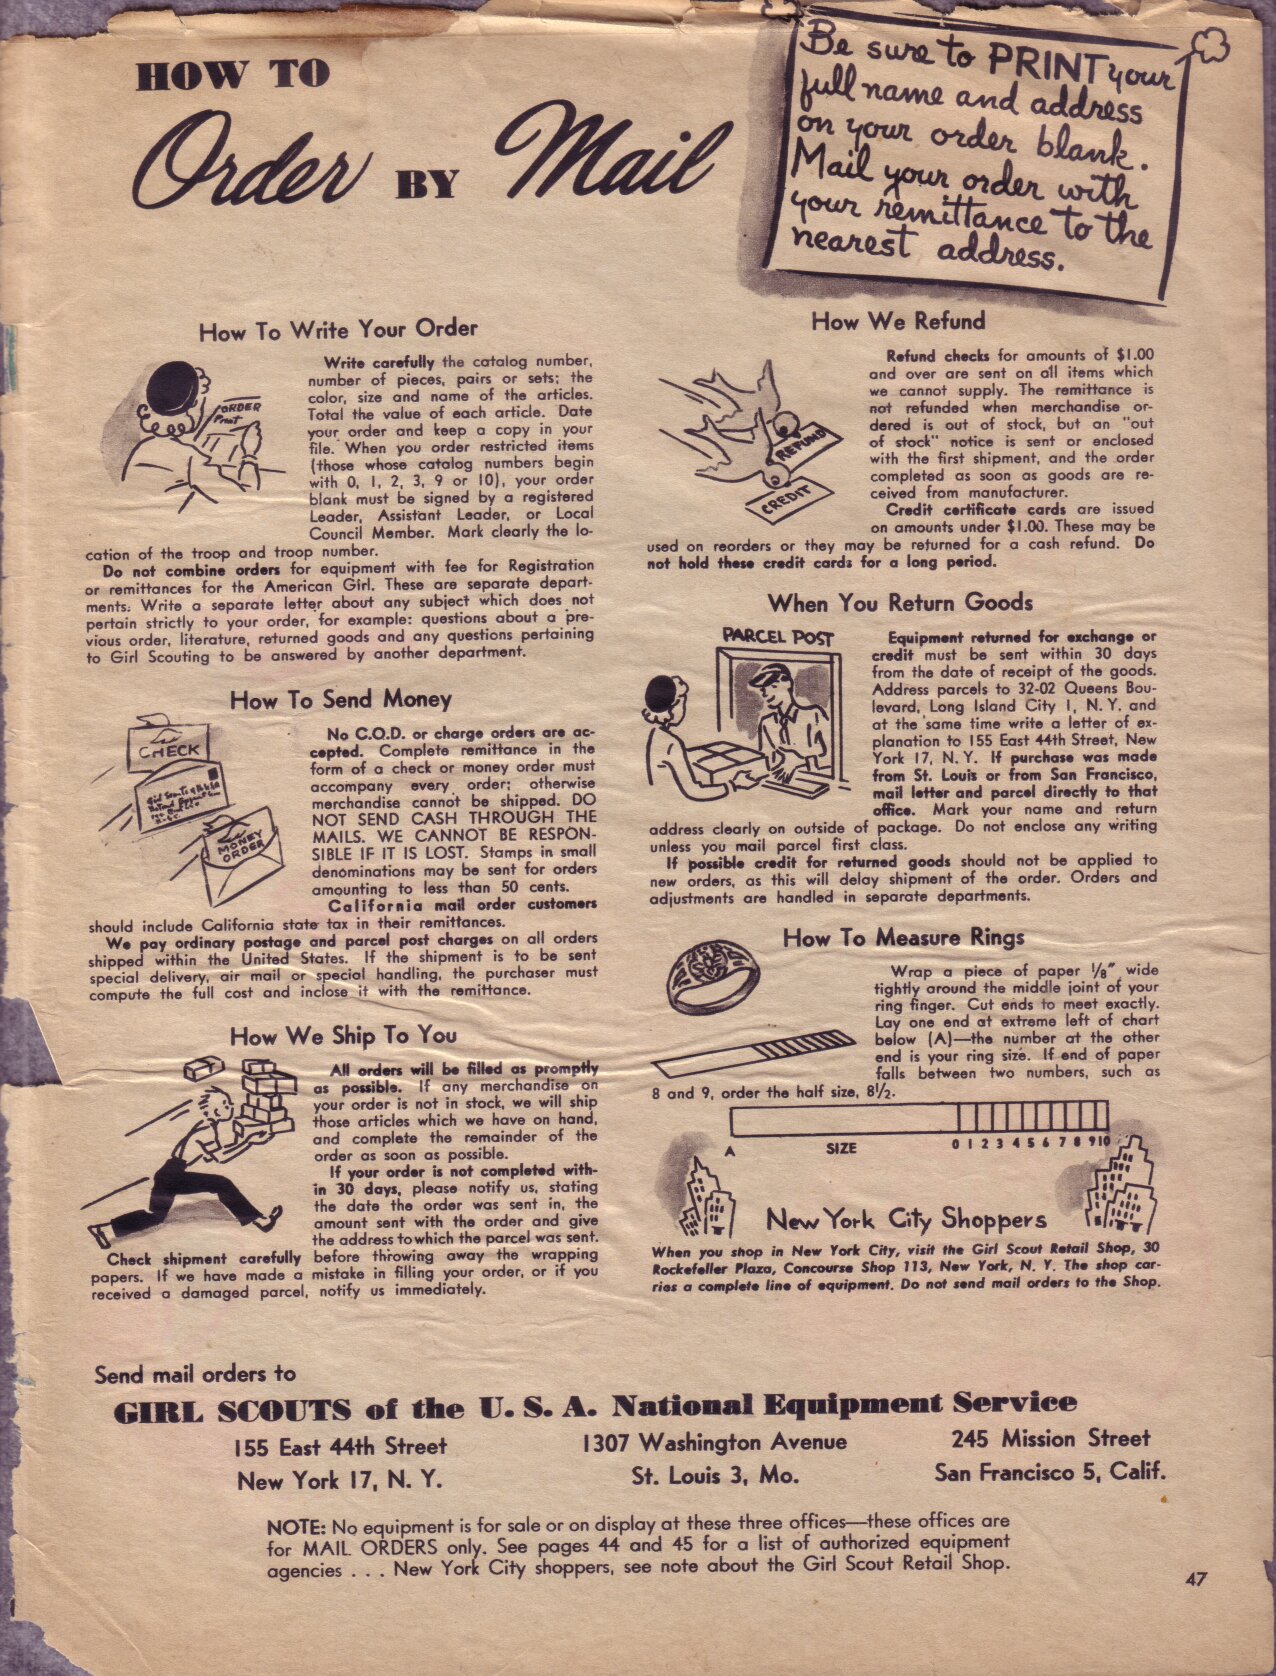 HOW TO
Order BY Mail
Be sure to PRINT your
full name and address
on your order blank.
Mail your order with
your remittance to the
nearest address.
How To Write Your Order
ORDER
Print
Write carefully the catalog number,
number of pieces, pairs or sets; the
color, size and name of the articles.
Total the value of each article. Date
your order and keep a copy in your
file. When you order restricted items
(those whose catalog numbers begin
with 0, 1, 2, 3, 9 or 10), your order
blank must be signed by a registered
Leader, Assistant Leader, or Local
Council Member. Mark clearly the lo-
cation of the troop and troop number.
Do not combine orders for equipment with fee for Registration
or remittances for the American Girl. These are separate depart-
ments. Write a separate letter about any subject which does not
pertain strictly to your order, for example: questions about a pre-
vious order, literature, returned goods and any questions pertaining
to Girl Scouting to be answered by another department.
How To Send Money
CHECK
MONEY
ORDER
No C.O.D. or charge orders are ac-
cepted. Complete remittance in the
form of a check or money order must
accompany every order; otherwise
merchandise cannot be shipped. DO
NOT SEND CASH THROUGH THE
MAILS. WE CANNOT BE RESPON-
SIBLE IF IT IS LOST. Stamps in small
denominations may be sent for orders
amounting to less than 50 cents.
California mail order customers
should include California state tax in their remittances.
We pay ordinary postage and parcel post charges on all orders
shipped within the United States. If the shipment is to be sent
special delivery, air mail or special handling, the purchaser must
compute the full cost and inclose it with the remittance.
How We Ship To You
All orders will be filled as promptly
as possible. If any merchandise on
your order is not in stock, we will ship
those articles which we have on hand,
and complete the remainder of the
order as soon as possible.
If your order is not completed with-
in 30 days, please notify us, stating
the date the order was sent in, the
amount sent with the order and give
the address to which the parcel was sent.
Check shipment carefully before throwing away the wrapping
papers. If we have made a mistake in filling your order, or if you
received a damaged parcel, notify us immediately.
How We Refund
REFUND
CREDIT
Refund checks for amounts of $1.00
and over are sent on all items which
we cannot supply. The remittance is
not refunded when merchandise or-
dered is out of stock, but an "out
of stock" notice is sent or enclosed
with the first shipment, and the order
completed as soon as goods are re-
ceived from manufacturer.
Credit certificate cards are issued
on amounts under $1.00. These may be
used on reorders or they may be returned for a cash refund. Do
not hold these credit cards for a long period.
When You Return Goods
PARCEL POST
Equipment returned for exchange or
credit must be sent within 30 days
from the date of receipt of the goods.
Address parcels to 32-02 Queens Bou-
levard, Long Island City 1, N. Y. and
at the same time write a letter of ex-
planation to 155 East 44th Street, New
York 17, N. Y. If purchase was made
from St. Louis or from San Francisco,
mail letter and parcel directly to that
office. Mark your name and return
address clearly on outside of package. Do not enclose any writing
unless you mail parcel first class.
If possible credit for returned goods should not be applied to
new orders, as this will delay shipment of the order. Orders and
adjustments are handled in separate departments.
How To Measure Rings
Wrap a piece of paper 1/8" wide
tightly around the middle joint of your
ring finger. Cut ends to meet exactly.
Lay one end at extreme left of chart
below (A)—the number at the other
end is your ring size. If end of paper
falls between two numbers, such as
8 and 9, order the half size, 8½.
A SIZE 0 1 2 3 4 5 6 7 8 9 10
New York City Shoppers
When you shop in New York City, visit the Girl Scout Retail Shop, 30
Rockefeller Plaza, Concourse Shop 113, New York, N. Y. The shop car-
ries a complete line of equipment. Do not send mail orders to the Shop.
Send mail orders to
GIRL SCOUTS of the U. S. A. National Equipment Service
155 East 44th Street
New York 17, N. Y.
1307 Washington Avenue
St. Louis 3, Mo.
245 Mission Street
San Francisco 5, Calif.
NOTE: No equipment is for sale or on display at these three offices—these offices are
for MAIL ORDERS only. See pages 44 and 45 for a list of authorized equipment
agencies . . . New York City shoppers, see note about the Girl Scout Retail Shop.
47